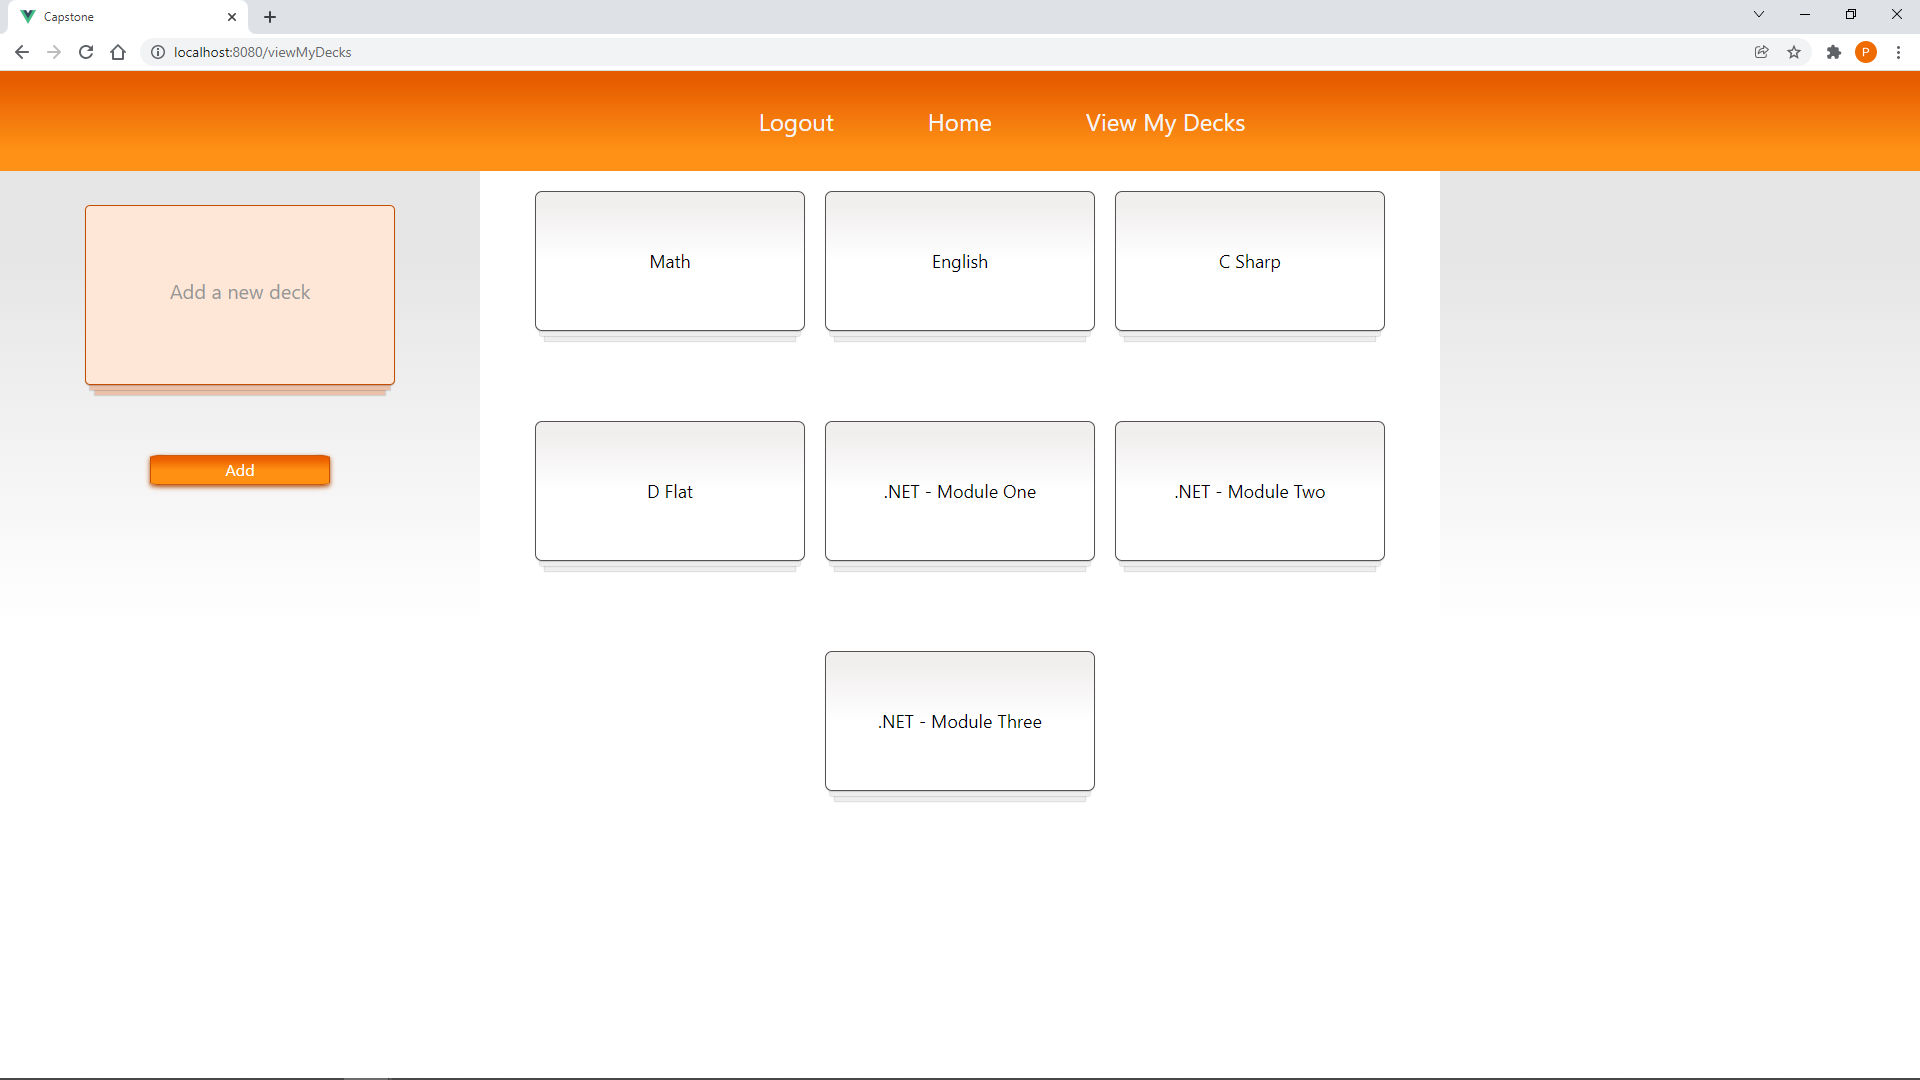 Capstone
localhost:8080/viewMyDecks
P
Logout Home View My Decks
Add a new deck
Add
Math English C Sharp
D Flat .NET - Module One .NET - Module Two
.NET - Module Three